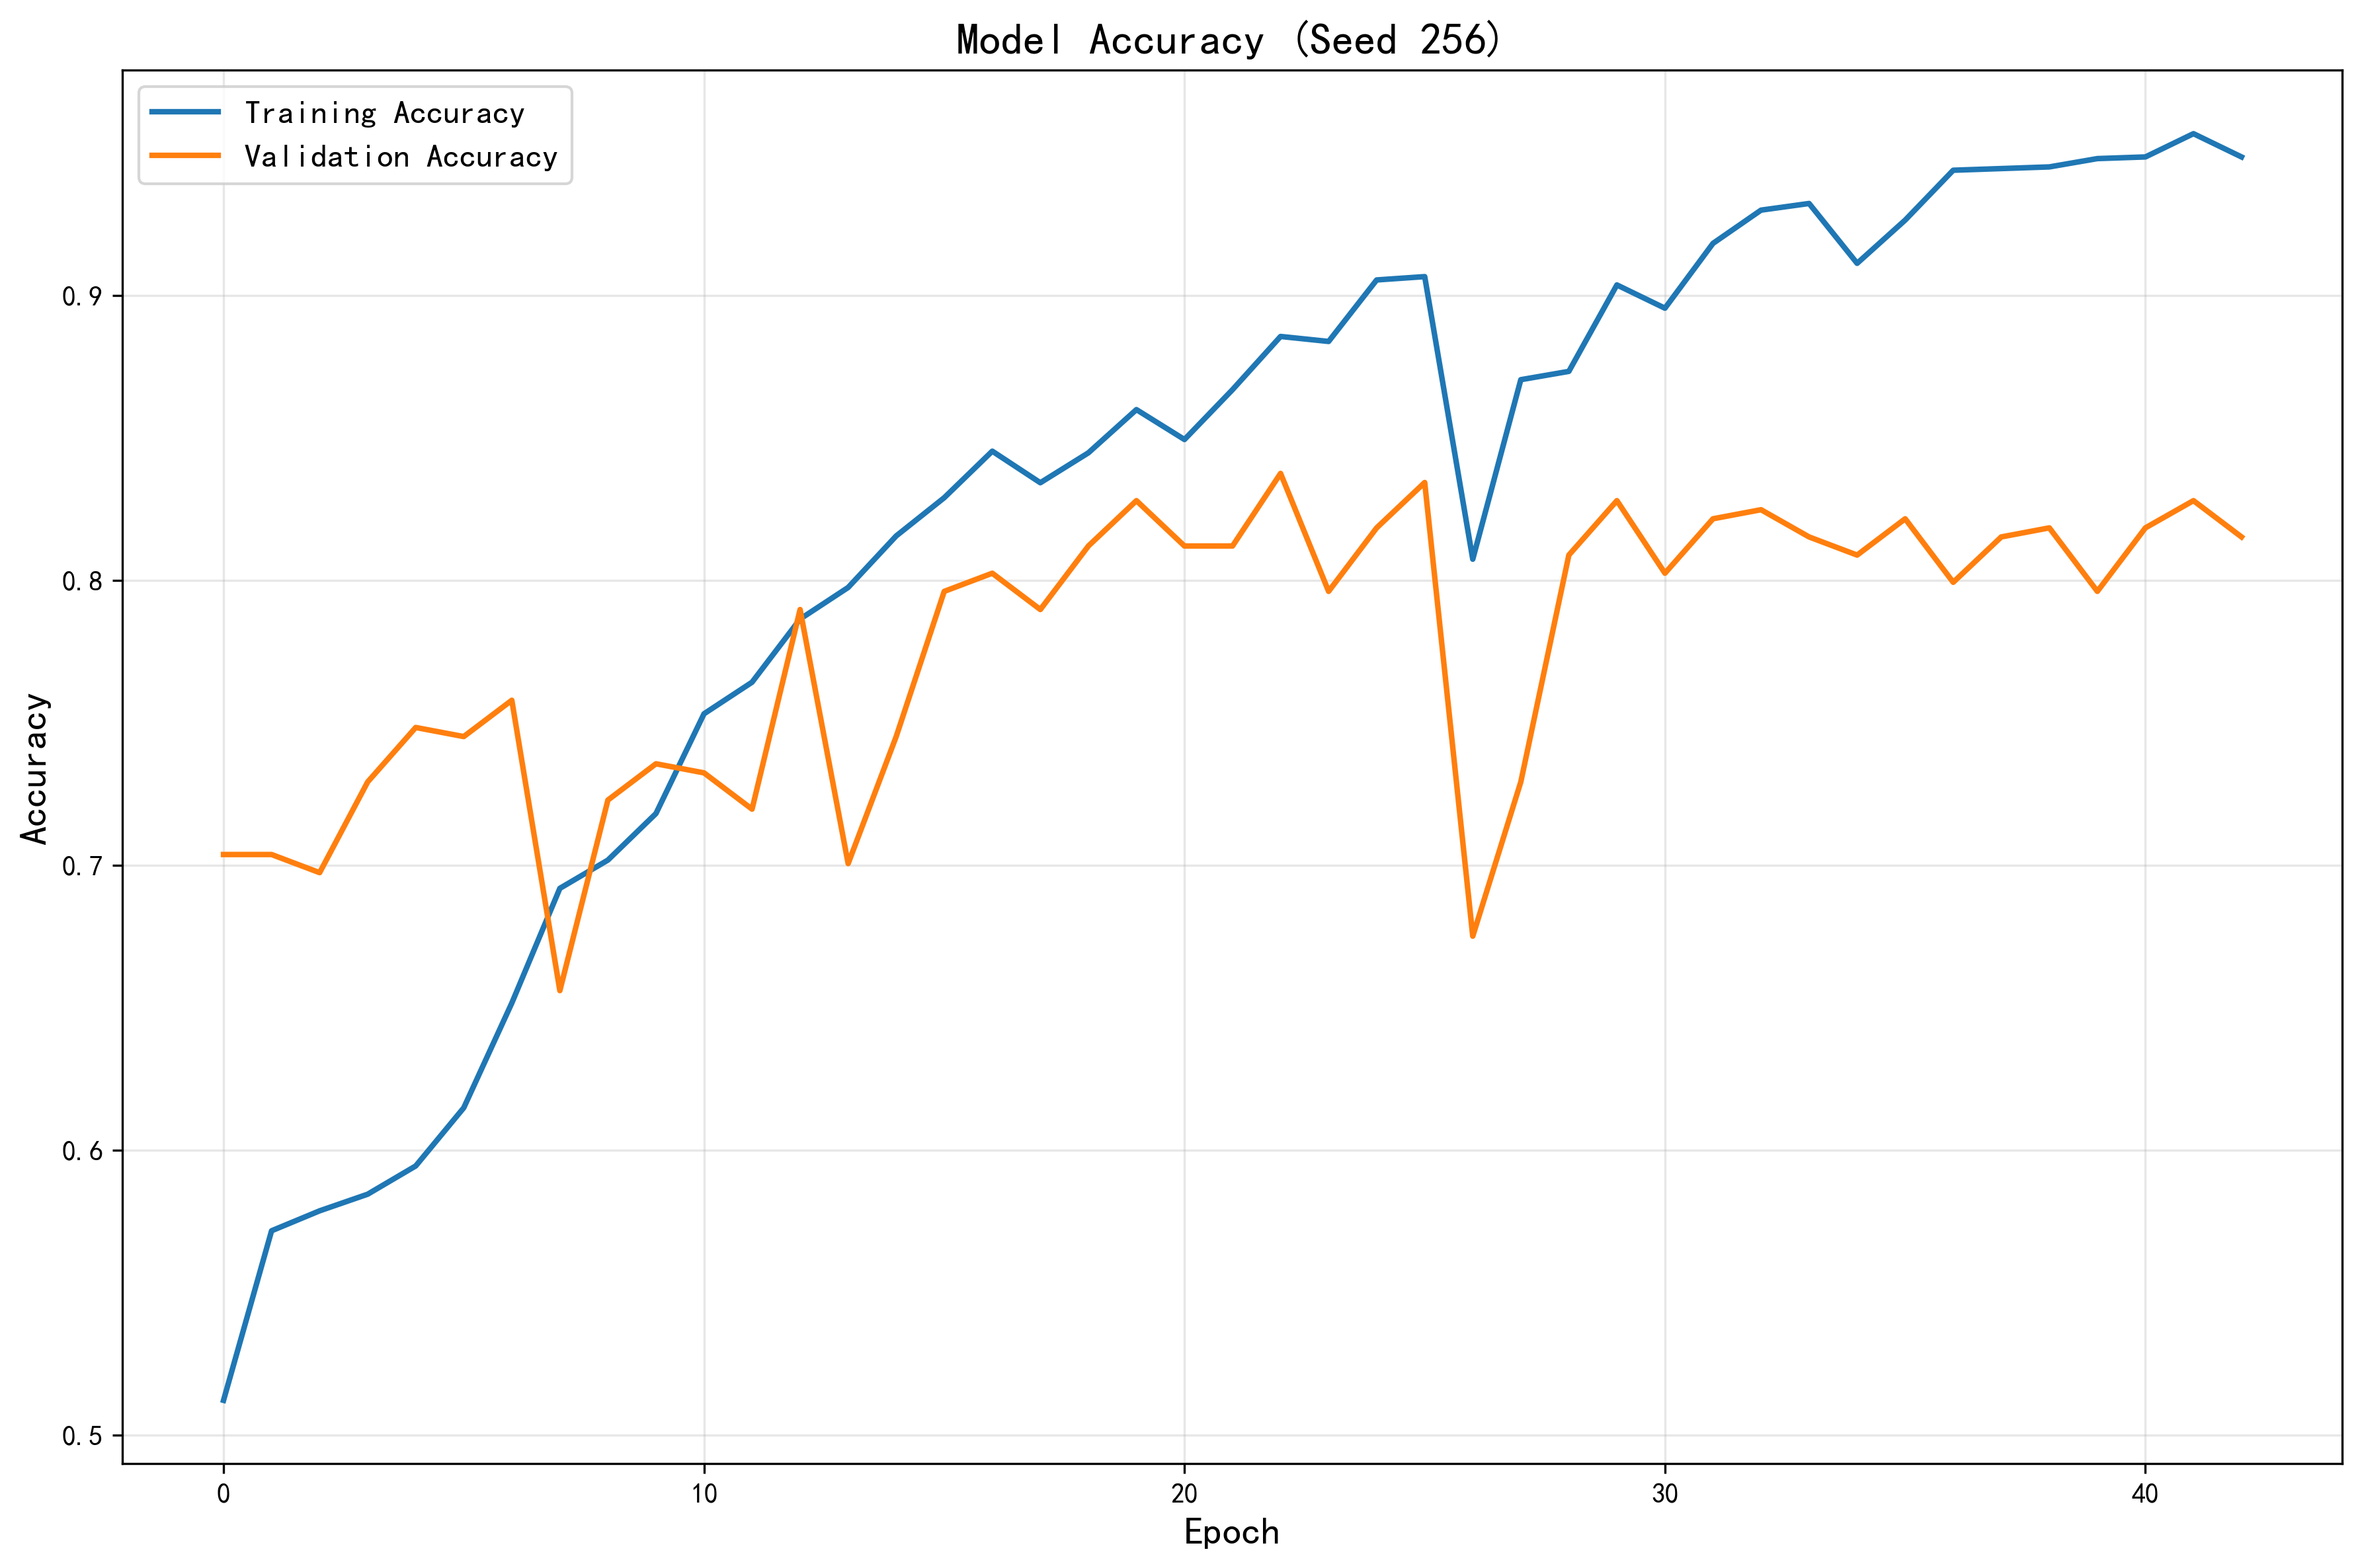 Model Accuracy (Seed 256)
Training Accuracy
Validation Accuracy
0.9
0.8
0.7
0.6
0.5
Accuracy
0 10 20 30 40
Epoch